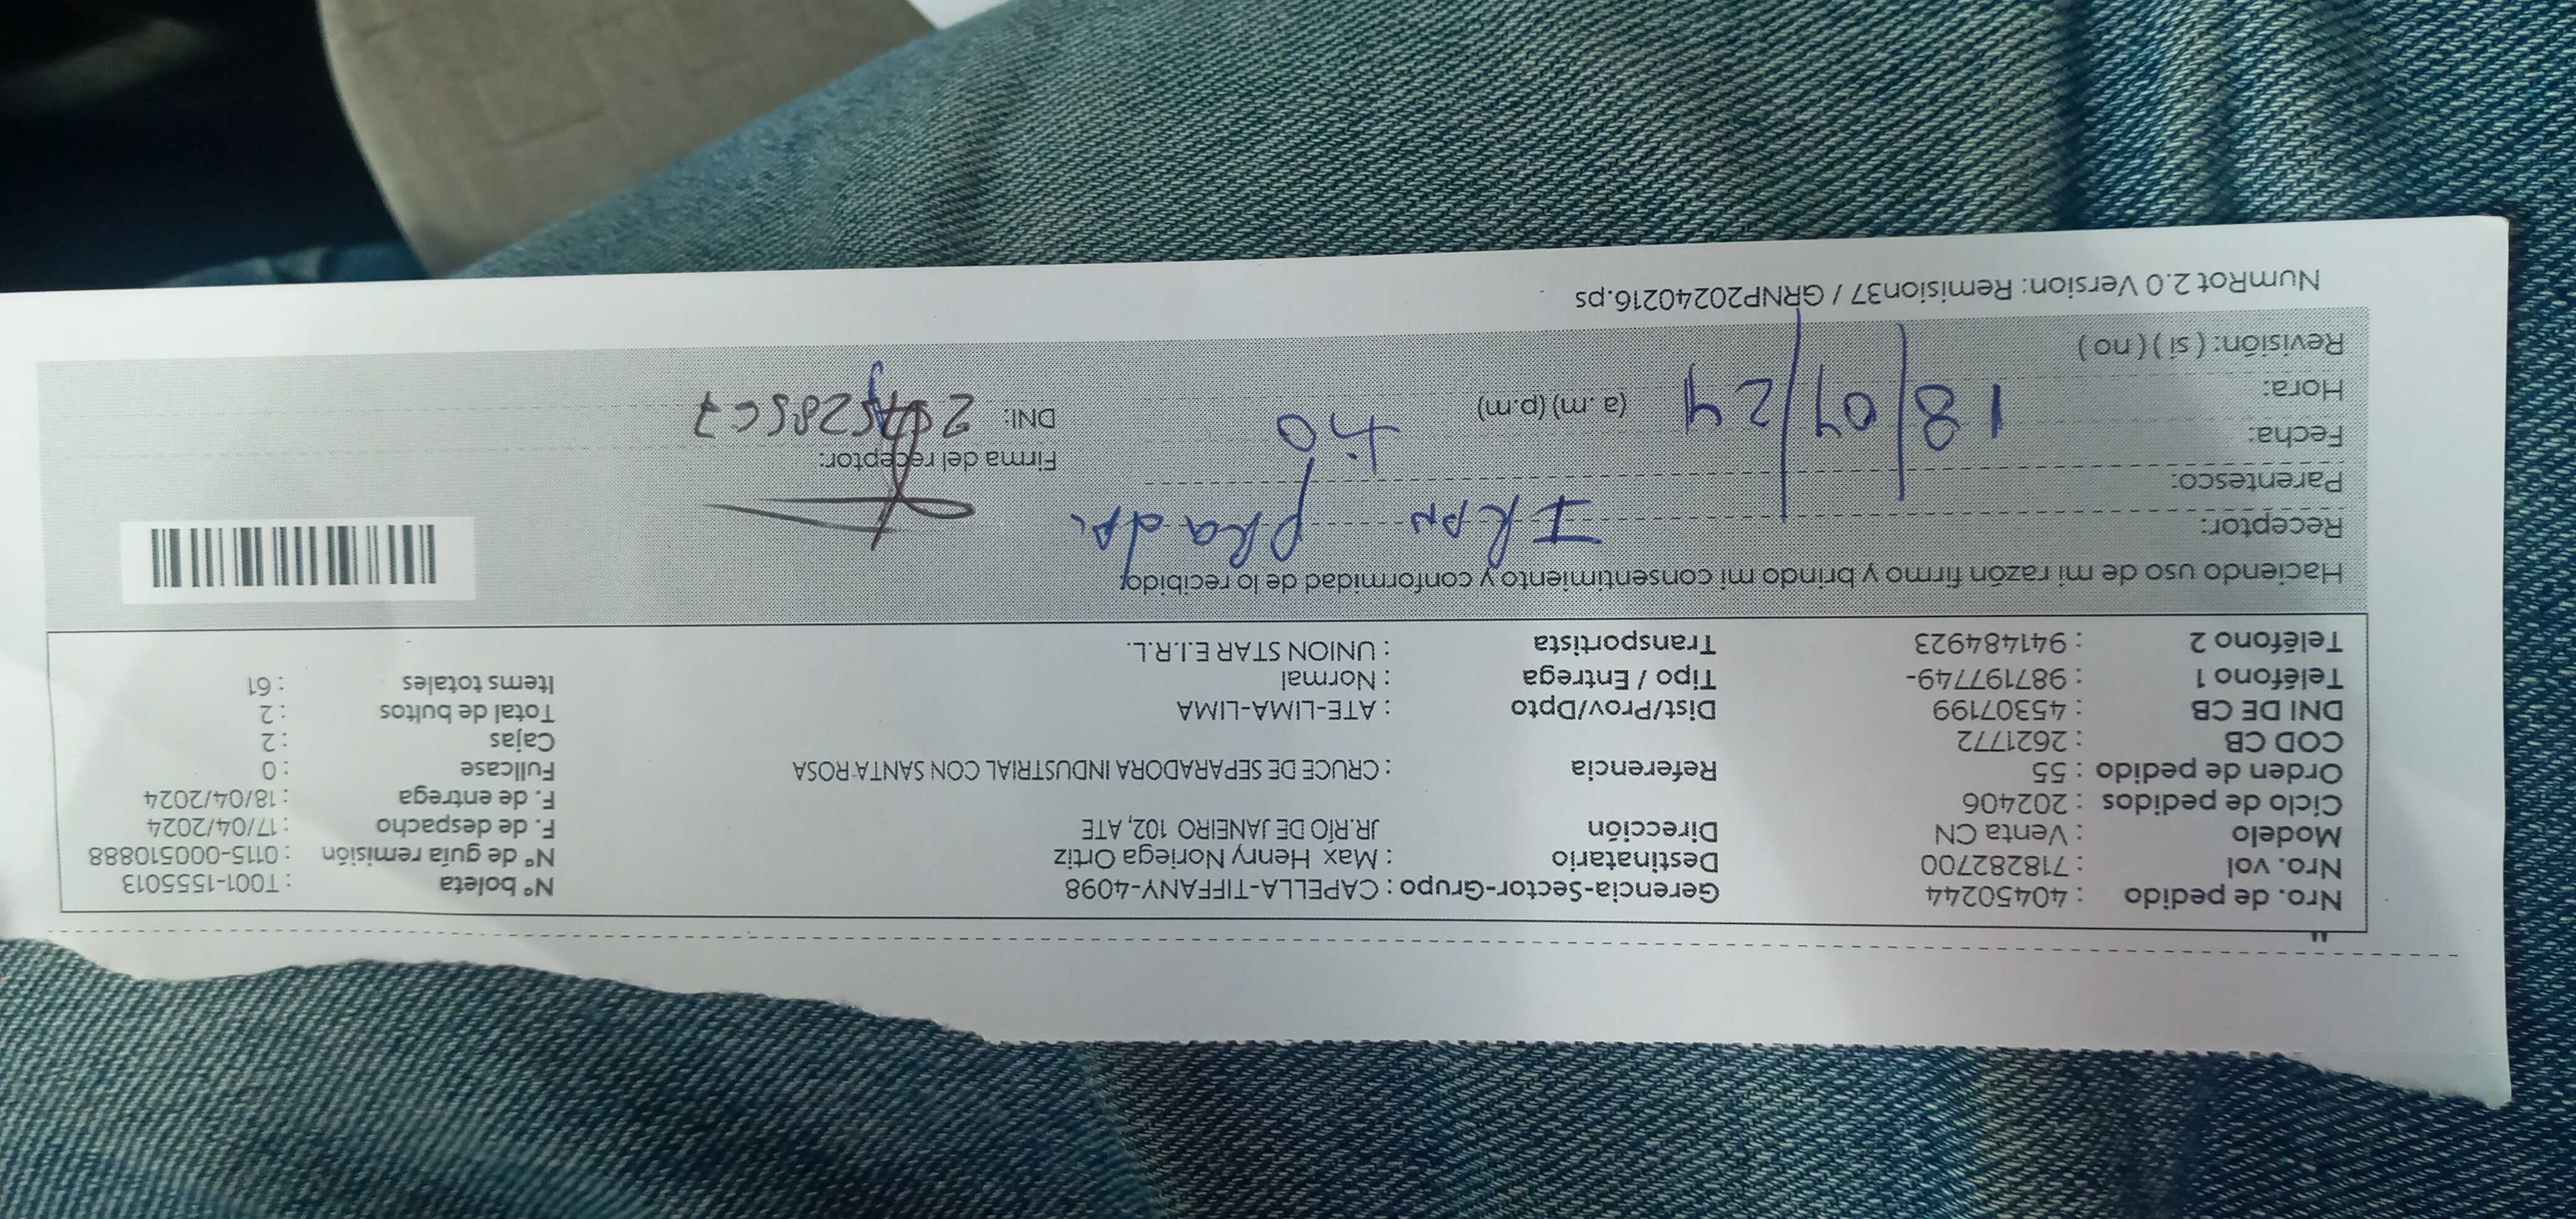 Nro. de pedido : 40450244 Gerencia-Sector-Grupo : CAPELLA-TIFFANY-4098 N° boleta : T001-1555013
Nro. vol : 718282700 Destinatario : Max Henry Noriega Ortiz N° de guía remisión : 0115-000510888
Modelo : Venta CN Dirección JR.RÍO DE JANEIRO 102, ATE F. de despacho : 17/04/2024
Ciclo de pedidos : 202406 F. de entrega : 18/04/2024
Orden de pedido : 55 Referencia : CRUCE DE SEPARADORA INDUSTRIAL CON SANTA ROSA Fullcase : 0
COD CB : 2621772 Cajas : 2
DNI DE CB : 45307199 Dist/Prov/Dpto : ATE-LIMA-LIMA Total de bultos : 2
Teléfono 1 : 987197749- Tipo / Entrega : Normal Items totales : 61
Teléfono 2 : 941484923 Transportista : UNION STAR E.I.R.L.
Haciendo uso de mi razón firmo y brindo mi consentimiento y conformidad de lo recibido:
Receptor: IRAN PRADA
Parentesco: tío Firma del receptor:
Fecha: 18/04/24
Hora: (a. m) (p.m) DNI:
Revisión: ( sí ) ( no )
NumRot 2.0 Version: Remision37 / GRNP20240216.ps